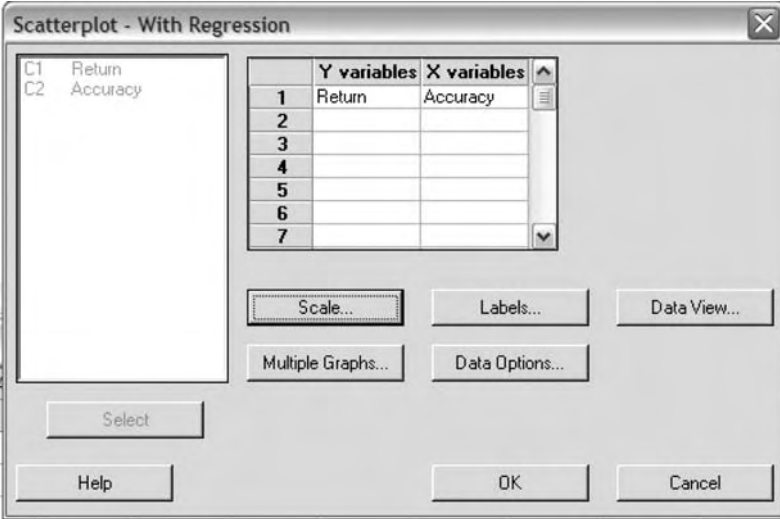 Scatterplot - With Regression
C1 Return
C2 Accuracy
Y variables X variables
1 Return Accuracy
2
3
4
5
6
7
Scale... Labels... Data View...
Multiple Graphs... Data Options...
Select
Help OK Cancel